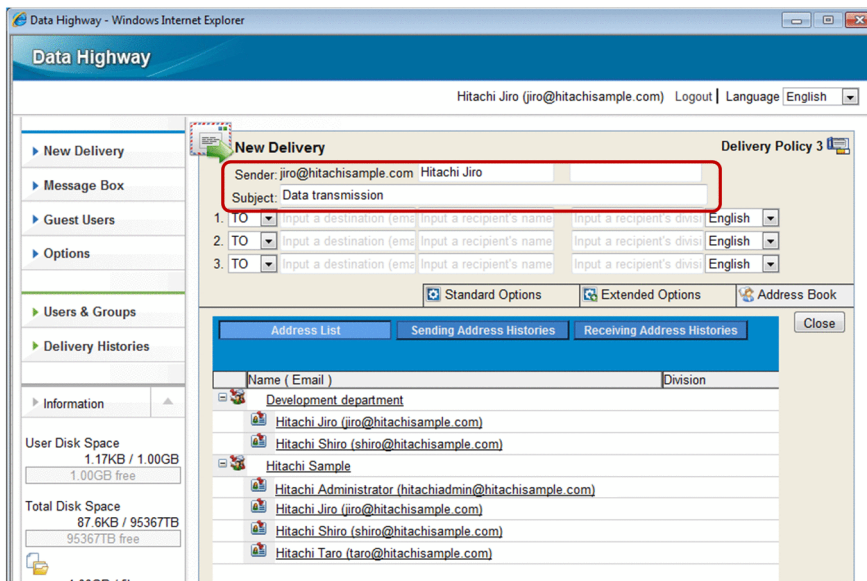 Data Highway - Windows Internet Explorer
Data Highway
Hitachi Jiro (jiro@hitachisample.com) Logout Language English
New Delivery
Message Box
Guest Users
Options
Users & Groups
Delivery Histories
Information
User Disk Space
1.17KB / 1.00GB
1.00GB free
Total Disk Space
87.6KB / 95367TB
95367TB free
New Delivery
Delivery Policy 3
Sender: jiro@hitachisample.com Hitachi Jiro
Subject: Data transmission
1. TO Input a destination (ema Input a recipient's name Input a recipient's divisi English
2. TO Input a destination (ema Input a recipient's name Input a recipient's divisi English
3. TO Input a destination (ema Input a recipient's name Input a recipient's divisi English
Standard Options Extended Options Address Book
Address List Sending Address Histories Receiving Address Histories Close
Name ( Email ) Division
Development department
Hitachi Jiro (jiro@hitachisample.com)
Hitachi Shiro (shiro@hitachisample.com)
Hitachi Sample
Hitachi Administrator (hitachiadmin@hitachisample.com)
Hitachi Jiro (jiro@hitachisample.com)
Hitachi Shiro (shiro@hitachisample.com)
Hitachi Taro (taro@hitachisample.com)